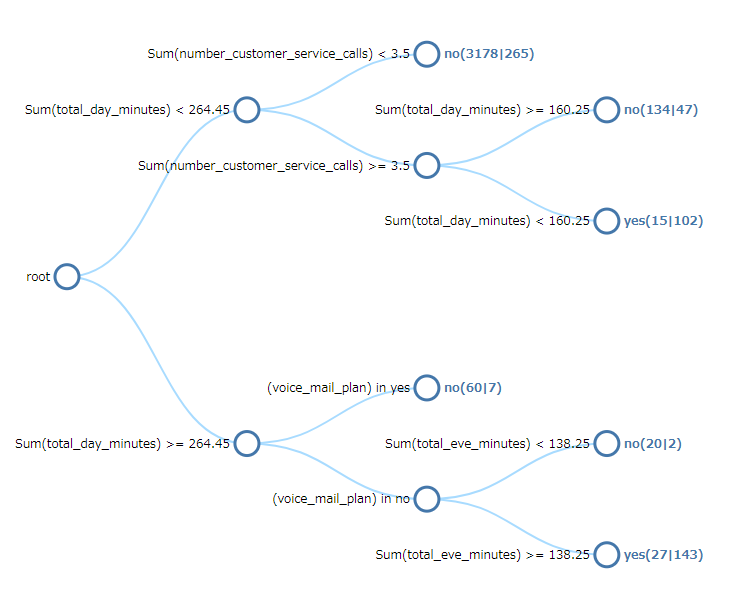 Sum(number_customer_service_calls) < 3.5 no(3178|265)
Sum(total_day_minutes) < 264.45 Sum(total_day_minutes) >= 160.25 no(134|47)
Sum(number_customer_service_calls) >= 3.5
Sum(total_day_minutes) < 160.25 yes(15|102)
root
(voice_mail_plan) in yes no(60|7)
Sum(total_day_minutes) >= 264.45 Sum(total_eve_minutes) < 138.25 no(20|2)
(voice_mail_plan) in no
Sum(total_eve_minutes) >= 138.25 yes(27|143)